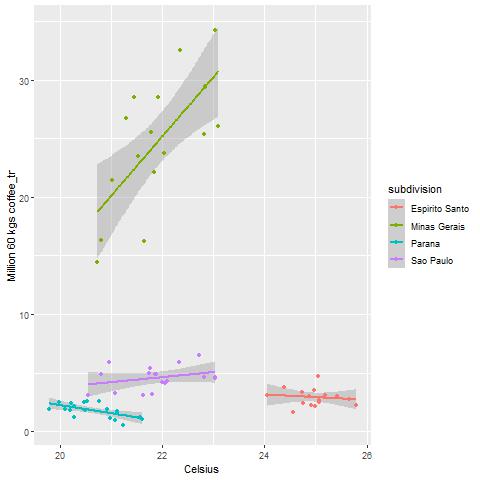 30
20
10
0
Million 60 kgs coffee_tr
20
22
24
26
Celsius
subdivision
Espirito Santo
Minas Gerais
Parana
Sao Paulo